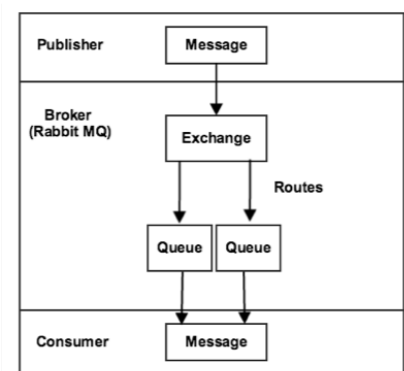 Publisher
Message
Broker
(Rabbit MQ)
Exchange
Routes
Queue
Queue
Consumer
Message